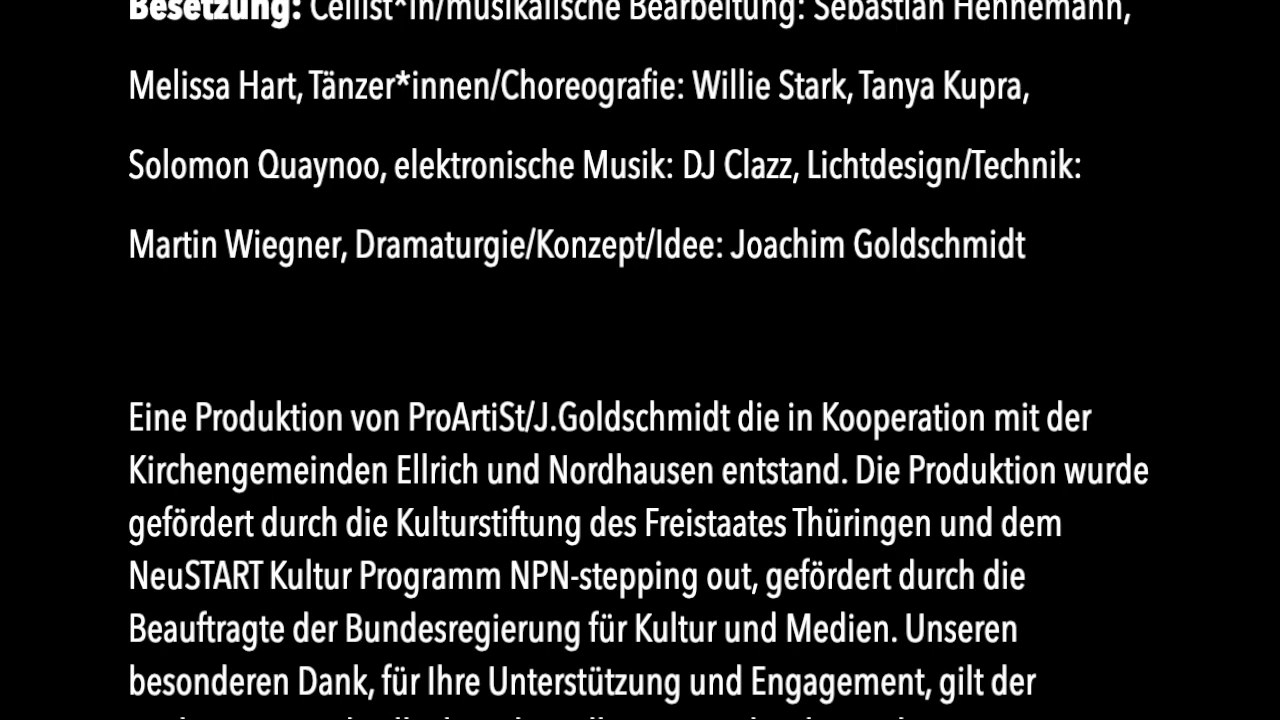 Besetzung: Cellist*in/musikalische Bearbeitung: Sebastian Hennemann,
Melissa Hart, Tänzer*innen/Choreografie: Willie Stark, Tanya Kupra,
Solomon Quaynoo, elektronische Musik: DJ Clazz, Lichtdesign/Technik:
Martin Wiegner, Dramaturgie/Konzept/Idee: Joachim Goldschmidt
Eine Produktion von ProArtiSt/J.Goldschmidt die in Kooperation mit der
Kirchengemeinden Ellrich und Nordhausen entstand. Die Produktion wurde
gefördert durch die Kulturstiftung des Freistaates Thüringen und dem
NeuSTART Kultur Programm NPN-stepping out, gefördert durch die
Beauftragte der Bundesregierung für Kultur und Medien. Unseren
besonderen Dank, für Ihre Unterstützung und Engagement, gilt der